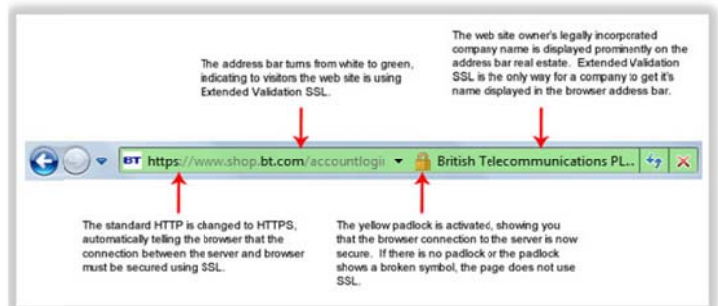 The web site owner's legally incorporated
company name is displayed prominently on the
address bar real estate. Extended Validation
SSL is the only way for a company to get it's
name displayed in the browser address bar.
The address bar turns from white to green,
indicating to visitors the web site is using
Extended Validation SSL.
BT https://www.shop.bt.com/accountlogin British Telecommunications PL..
The standard HTTP is changed to HTTPS,
automatically telling the browser that the
connection between the server and browser
must be secured using SSL.
The yellow padlock is activated, showing you
that the browser connection to the server is now
secure. If there is no padlock or the padlock
shows a broken symbol, the page does not use
SSL.